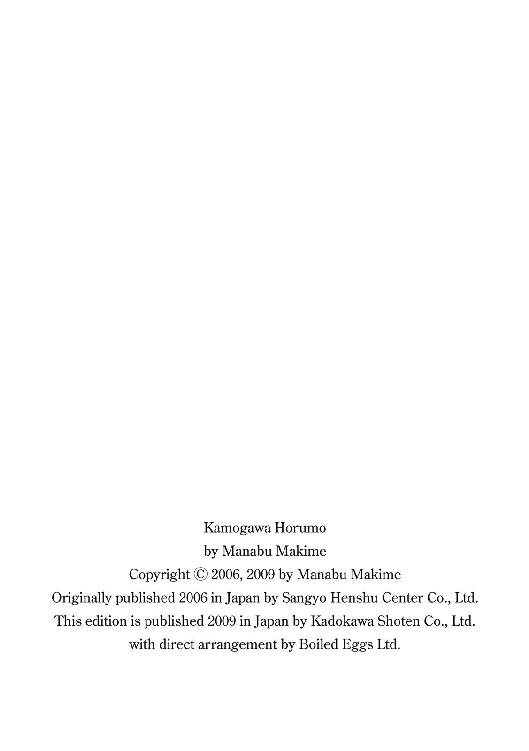 Kamogawa Horumo
by Manabu Makime
Copyright © 2006, 2009 by Manabu Makime
Originally published 2006 in Japan by Sangyo Henshu Center Co., Ltd.
This edition is published 2009 in Japan by Kadokawa Shoten Co., Ltd.
with direct arrangement by Boiled Eggs Ltd.